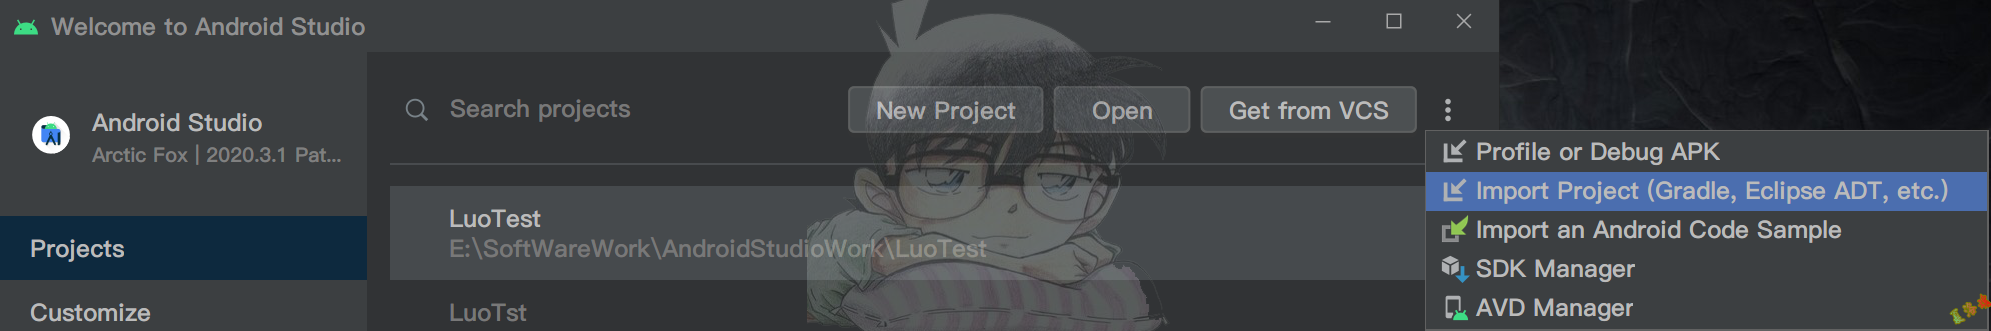 Welcome to Android Studio
Android Studio
Arctic Fox | 2020.3.1 Pat...
Search projects
New Project
Open
Get from VCS
Profile or Debug APK
Import Project (Gradle, Eclipse ADT, etc.)
Import an Android Code Sample
SDK Manager
AVD Manager
Projects
Customize
LuoTest
E:\SoftWareWork\AndroidStudioWork\LuoTest
LuoTst